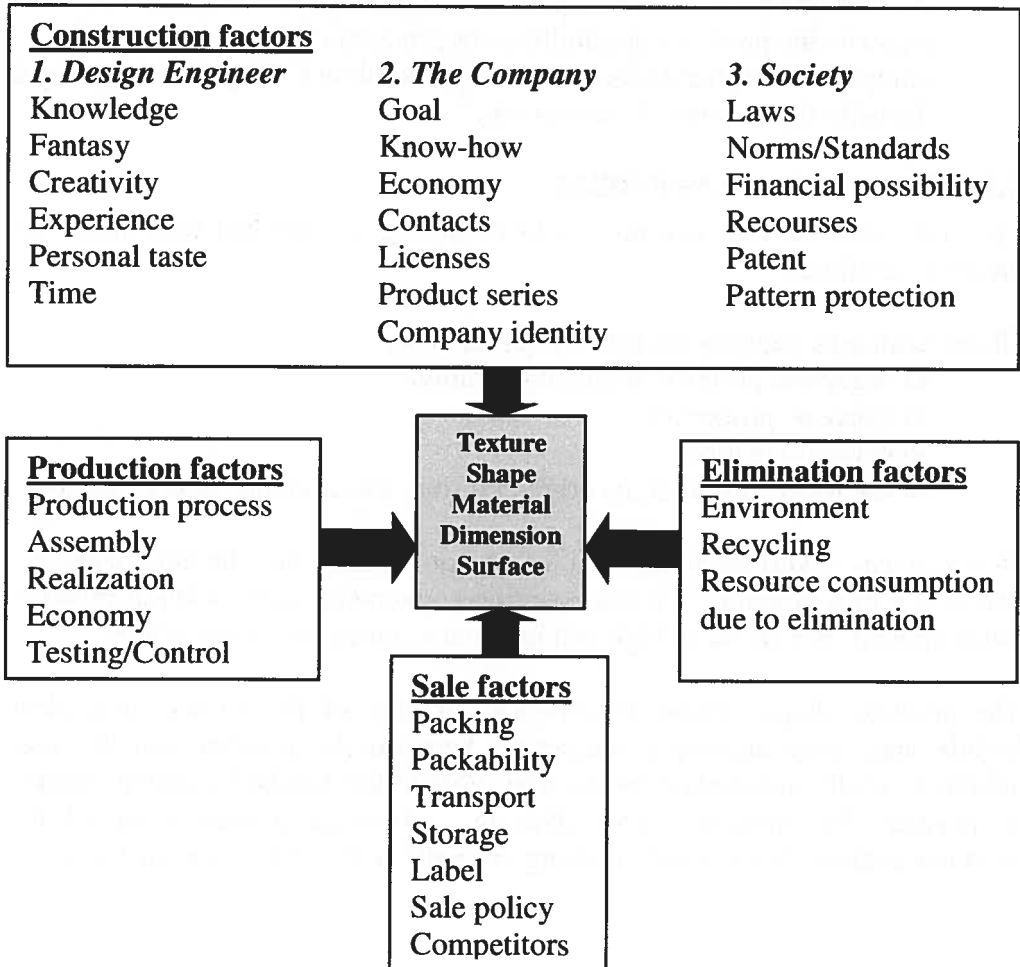 Construction factors
1. Design Engineer
Knowledge
Fantasy
Creativity
Experience
Personal taste
Time
2. The Company
Goal
Know-how
Economy
Contacts
Licenses
Product series
Company identity
3. Society
Laws
Norms/Standards
Financial possibility
Recourses
Patent
Pattern protection
Texture
Shape
Material
Dimension
Surface
Production factors
Production process
Assembly
Realization
Economy
Testing/Control
Elimination factors
Environment
Recycling
Resource consumption
due to elimination
Sale factors
Packing
Packability
Transport
Storage
Label
Sale policy
Competitors